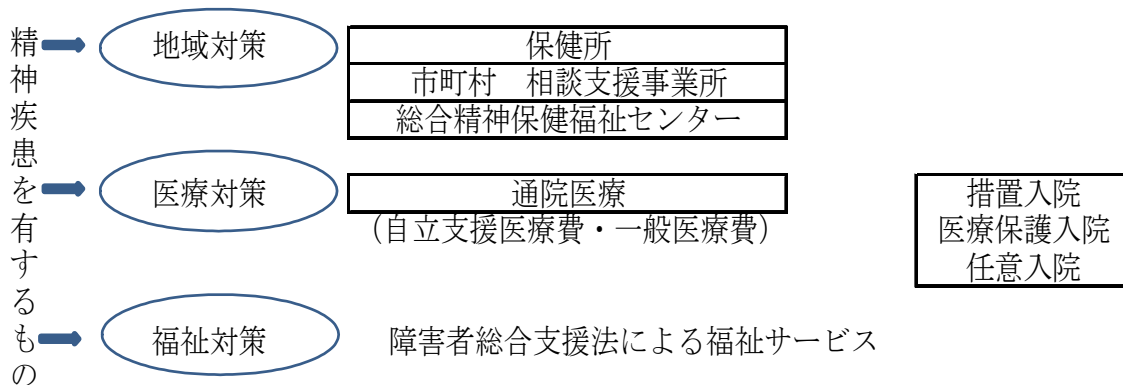 精神疾患を有するもの
地域対策
保健所
市町村　相談支援事業所
総合精神保健福祉センター
医療対策
通院医療
（自立支援医療費・一般医療費）
措置入院
医療保護入院
任意入院
福祉対策
障害者総合支援法による福祉サービス